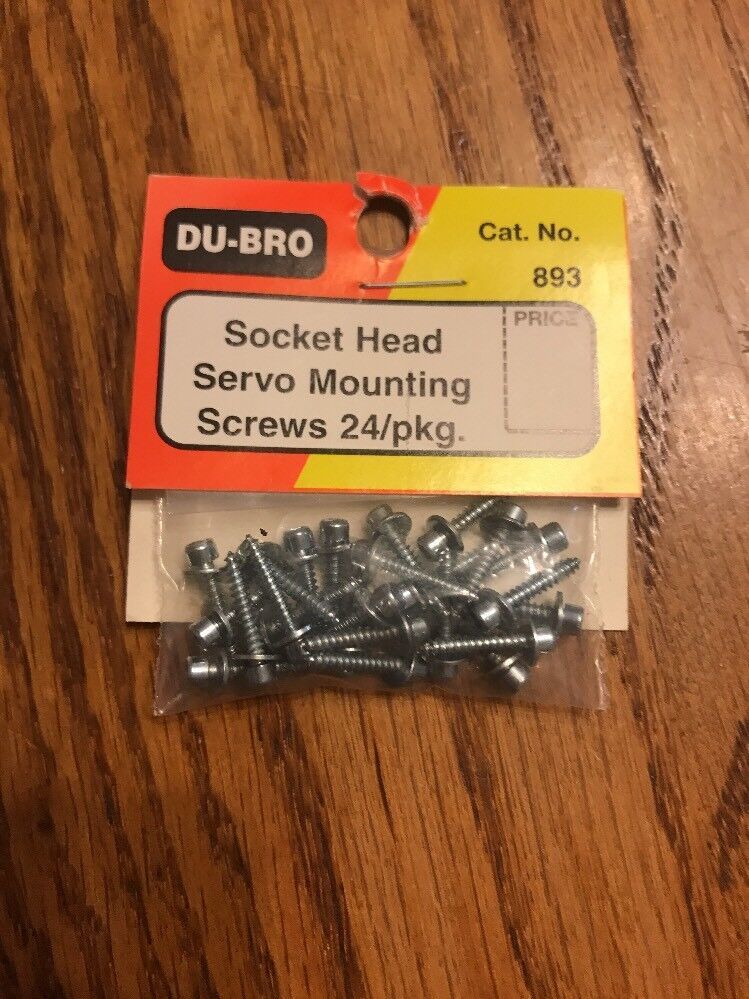 DU-BRO
Cat. No.
893
PRICE
Socket Head
Servo Mounting
Screws 24/pkg.